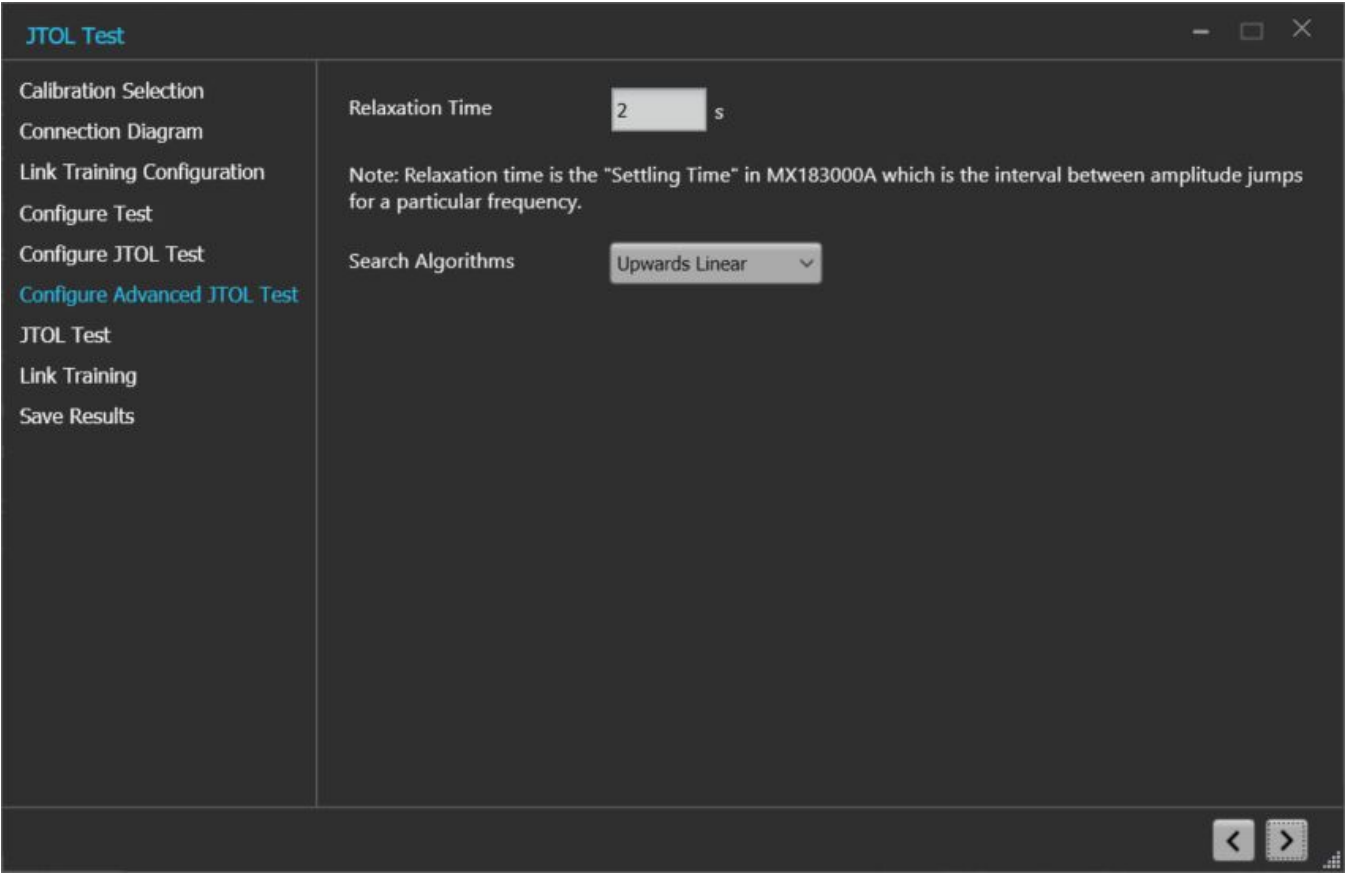 JTOL Test
Calibration Selection
Connection Diagram
Link Training Configuration
Configure Test
Configure JTOL Test
Configure Advanced JTOL Test
JTOL Test
Link Training
Save Results
Relaxation Time 2 s
Note: Relaxation time is the "Settling Time" in MX183000A which is the interval between amplitude jumps
for a particular frequency.
Search Algorithms Upwards Linear